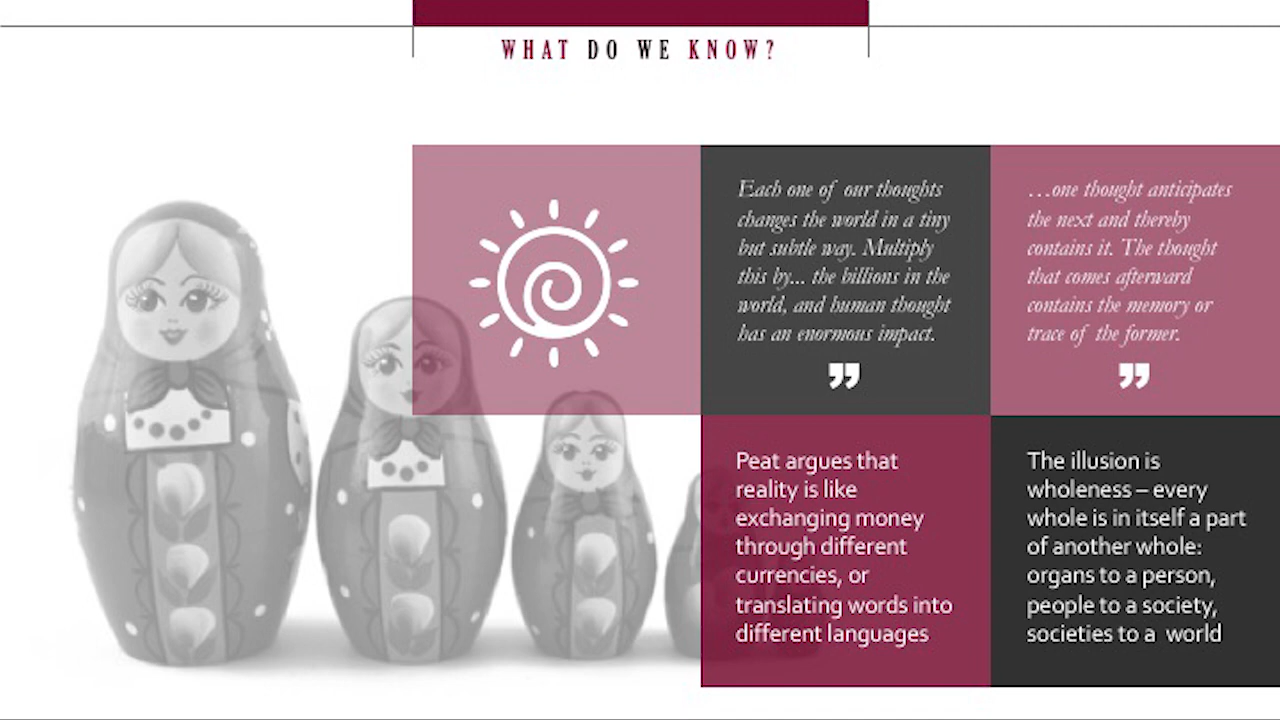 WHAT DO WE KNOW?
Each one of our thoughts
changes the world in a tiny
but subtle way. Multiply
this by... the billions in the
world, and human thought
has an enormous impact.
”
…one thought anticipates
the next and thereby
contains it. The thought
that comes afterward
contains the memory or
trace of the former.
”
Peat argues that
reality is like
exchanging money
through different
currencies, or
translating words into
different languages
The illusion is
wholeness – every
whole is in itself a part
of another whole:
organs to a person,
people to a society,
societies to a world